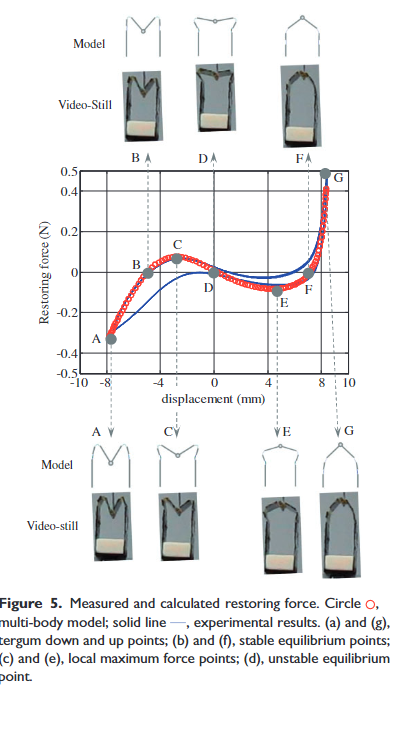 Model
Video-Still
B D F
0.5
0.4
0.2
0
-0.2
-0.4
-0.5
Restoring force (N)
A B C D E F G
-10 -8 -4 0 4 8 10
displacement (mm)
A C E G
Model
Video-still
Figure 5. Measured and calculated restoring force. Circle o,
multi-body model; solid line —, experimental results. (a) and (g),
tergum down and up points; (b) and (f), stable equilibrium points;
(c) and (e), local maximum force points; (d), unstable equilibrium
point.